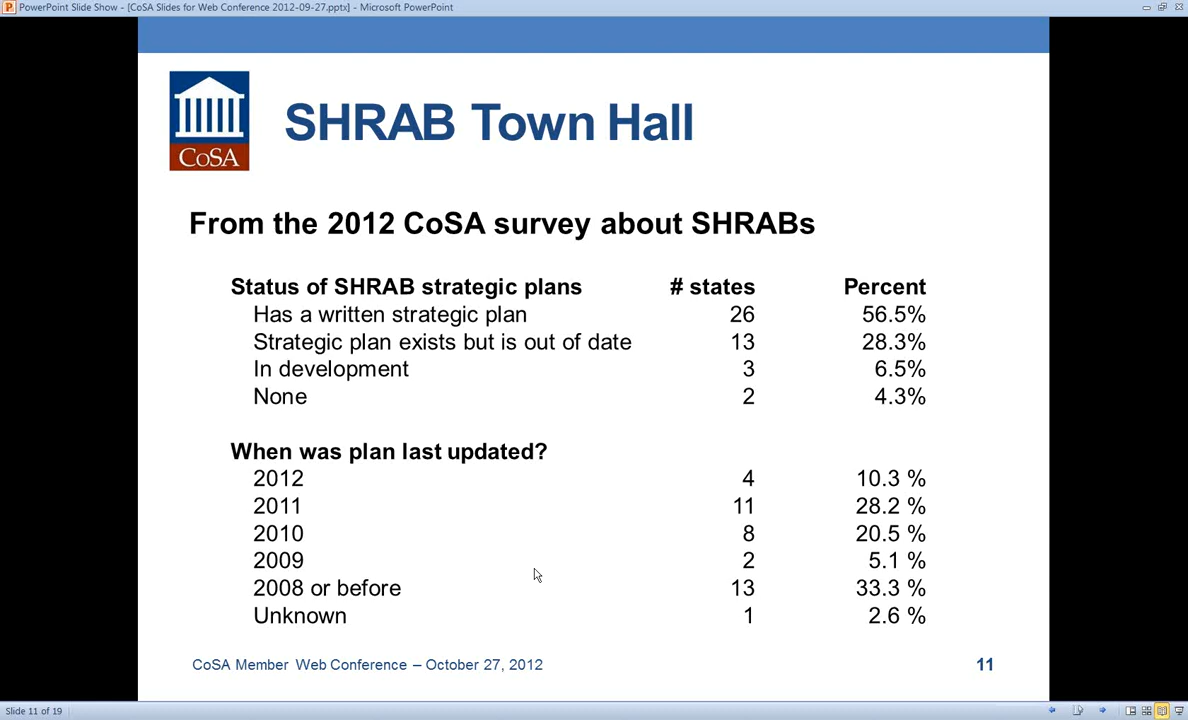 PowerPoint Slide Show - [CoSA Slides for Web Conference 2012-09-27.pptx] - Microsoft PowerPoint
CoSA
SHRAB Town Hall
From the 2012 CoSA survey about SHRABs
Status of SHRAB strategic plans # states Percent
Has a written strategic plan 26 56.5%
Strategic plan exists but is out of date 13 28.3%
In development 3 6.5%
None 2 4.3%
When was plan last updated?
2012 4 10.3 %
2011 11 28.2 %
2010 8 20.5 %
2009 2 5.1 %
2008 or before 13 33.3 %
Unknown 1 2.6 %
CoSA Member Web Conference – October 27, 2012 11
Slide 11 of 19